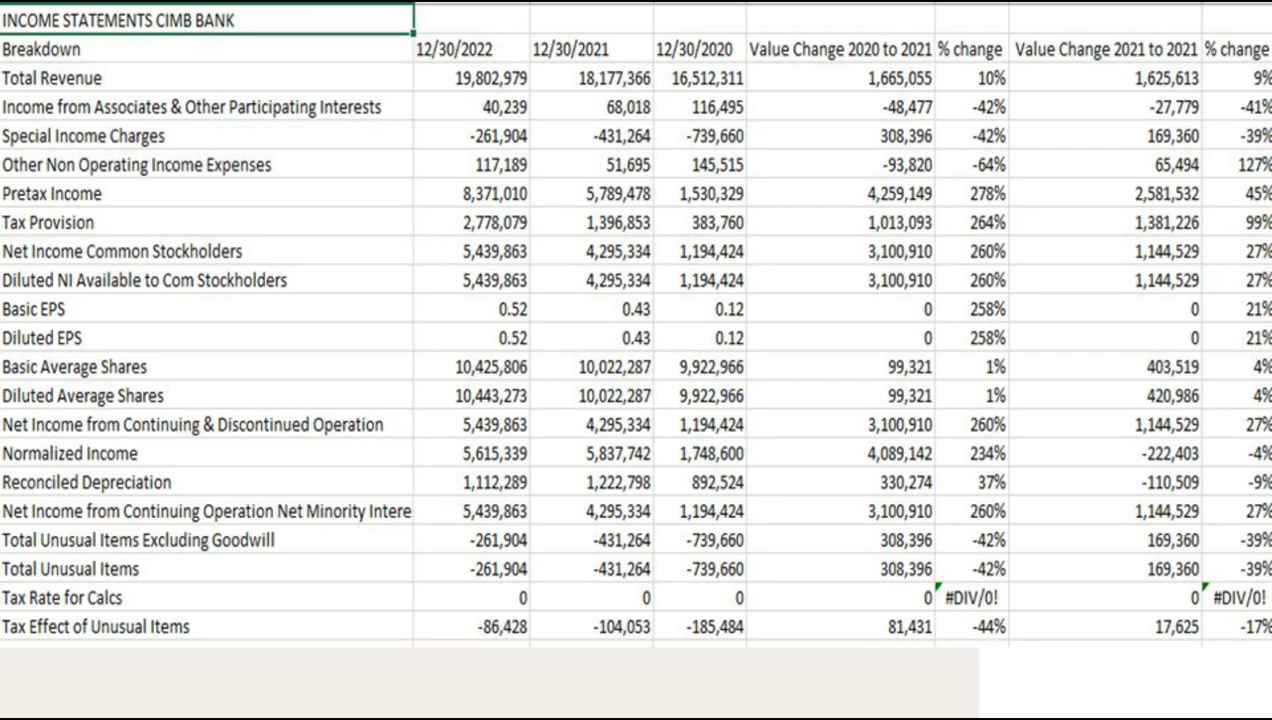 INCOME STATEMENTS CIMB BANK
Breakdown 12/30/2022 12/30/2021 12/30/2020 Value Change 2020 to 2021 % change Value Change 2021 to 2021 % change
Total Revenue 19,802,979 18,177,366 16,512,311 1,665,055 10% 1,625,613 9%
Income from Associates & Other Participating Interests 40,239 68,018 116,495 -48,477 -42% -27,779 -41%
Special Income Charges -261,904 -431,264 -739,660 308,396 -42% 169,360 -39%
Other Non Operating Income Expenses 117,189 51,695 145,515 -93,820 -64% 65,494 127%
Pretax Income 8,371,010 5,789,478 1,530,329 4,259,149 278% 2,581,532 45%
Tax Provision 2,778,079 1,396,853 383,760 1,013,093 264% 1,381,226 99%
Net Income Common Stockholders 5,439,863 4,295,334 1,194,424 3,100,910 260% 1,144,529 27%
Diluted NI Available to Com Stockholders 5,439,863 4,295,334 1,194,424 3,100,910 260% 1,144,529 27%
Basic EPS 0.52 0.43 0.12 0 258% 0 21%
Diluted EPS 0.52 0.43 0.12 0 258% 0 21%
Basic Average Shares 10,425,806 10,022,287 9,922,966 99,321 1% 403,519 4%
Diluted Average Shares 10,443,273 10,022,287 9,922,966 99,321 1% 420,986 4%
Net Income from Continuing & Discontinued Operation 5,439,863 4,295,334 1,194,424 3,100,910 260% 1,144,529 27%
Normalized Income 5,615,339 5,837,742 1,748,600 4,089,142 234% -222,403 -4%
Reconciled Depreciation 1,112,289 1,222,798 892,524 330,274 37% -110,509 -9%
Net Income from Continuing Operation Net Minority Intere 5,439,863 4,295,334 1,194,424 3,100,910 260% 1,144,529 27%
Total Unusual Items Excluding Goodwill -261,904 -431,264 -739,660 308,396 -42% 169,360 -39%
Total Unusual Items -261,904 -431,264 -739,660 308,396 -42% 169,360 -39%
Tax Rate for Calcs 0 0 0 0 #DIV/0! 0 #DIV/0!
Tax Effect of Unusual Items -86,428 -104,053 -185,484 81,431 -44% 17,625 -17%